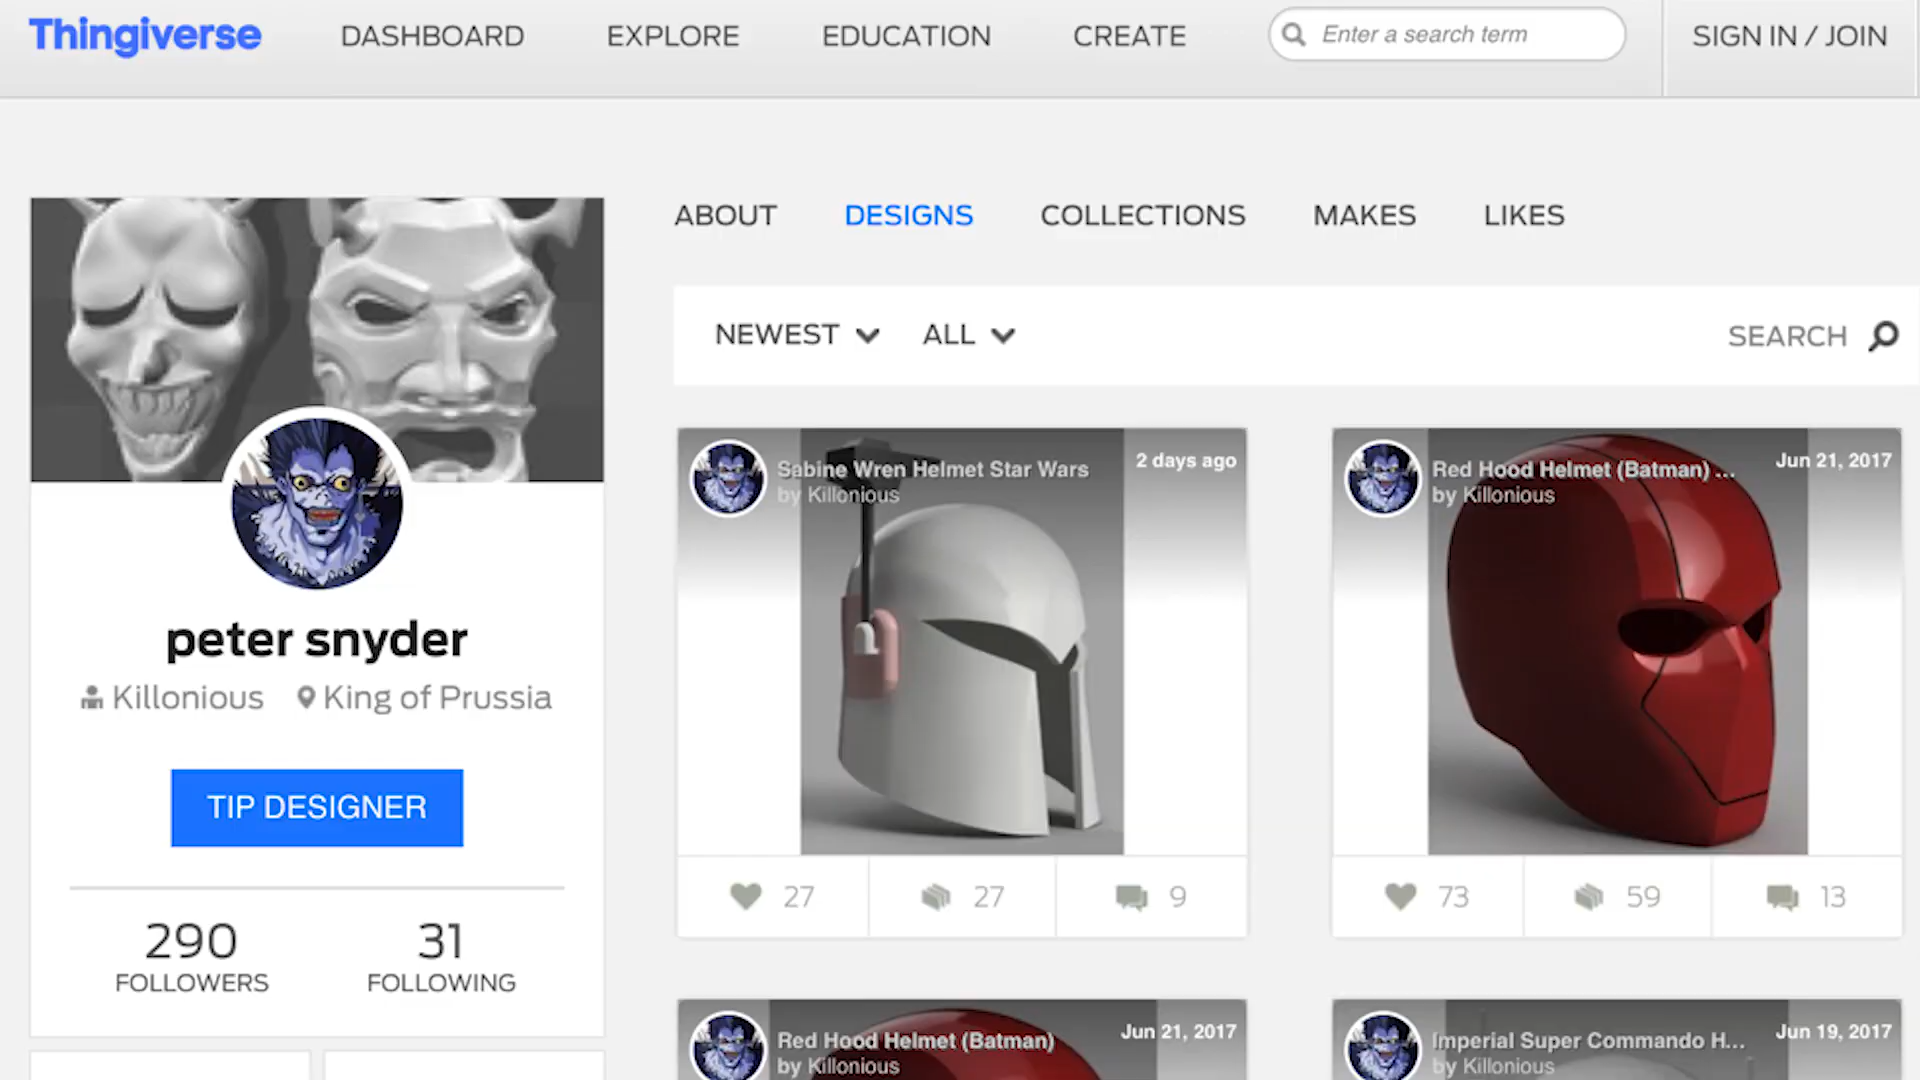 Thingiverse
DASHBOARD
EXPLORE
EDUCATION
CREATE
Enter a search term
SIGN IN / JOIN
ABOUT
DESIGNS
COLLECTIONS
MAKES
LIKES
NEWEST
ALL
SEARCH
peter snyder
Killonious
King of Prussia
TIP DESIGNER
290
FOLLOWERS
31
FOLLOWING
Sabine Wren Helmet Star Wars
by Killonious
2 days ago
27
27
9
Red Hood Helmet (Batman) ...
by Killonious
Jun 21, 2017
73
59
13
Red Hood Helmet (Batman)
by Killonious
Jun 21, 2017
Imperial Super Commando H...
by Killonious
Jun 19, 2017